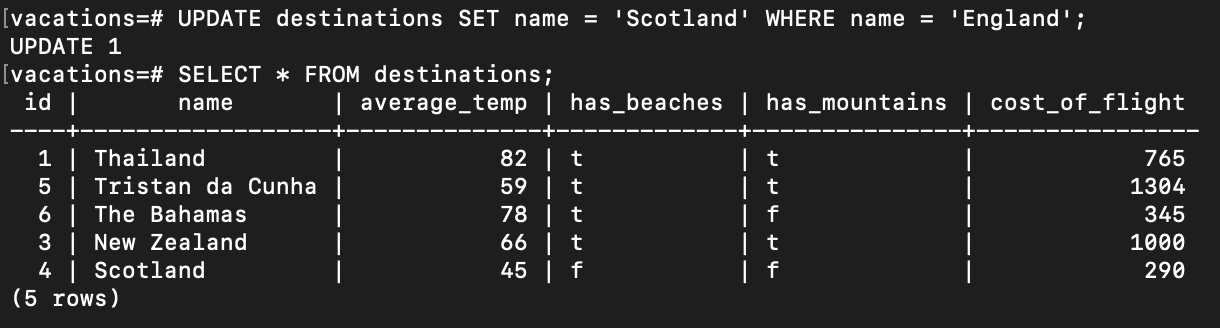 [vacations=# UPDATE destinations SET name = 'Scotland' WHERE name = 'England';
UPDATE 1
[vacations=# SELECT * FROM destinations;
 id |       name       | average_temp | has_beaches | has_mountains | cost_of_flight
----+------------------+--------------+-------------+---------------+----------------
  1 | Thailand         |           82 | t           | t             |            765
  5 | Tristan da Cunha |           59 | t           | t             |           1304
  6 | The Bahamas      |           78 | t           | f             |            345
  3 | New Zealand      |           66 | t           | t             |           1000
  4 | Scotland         |           45 | f           | f             |            290
(5 rows)